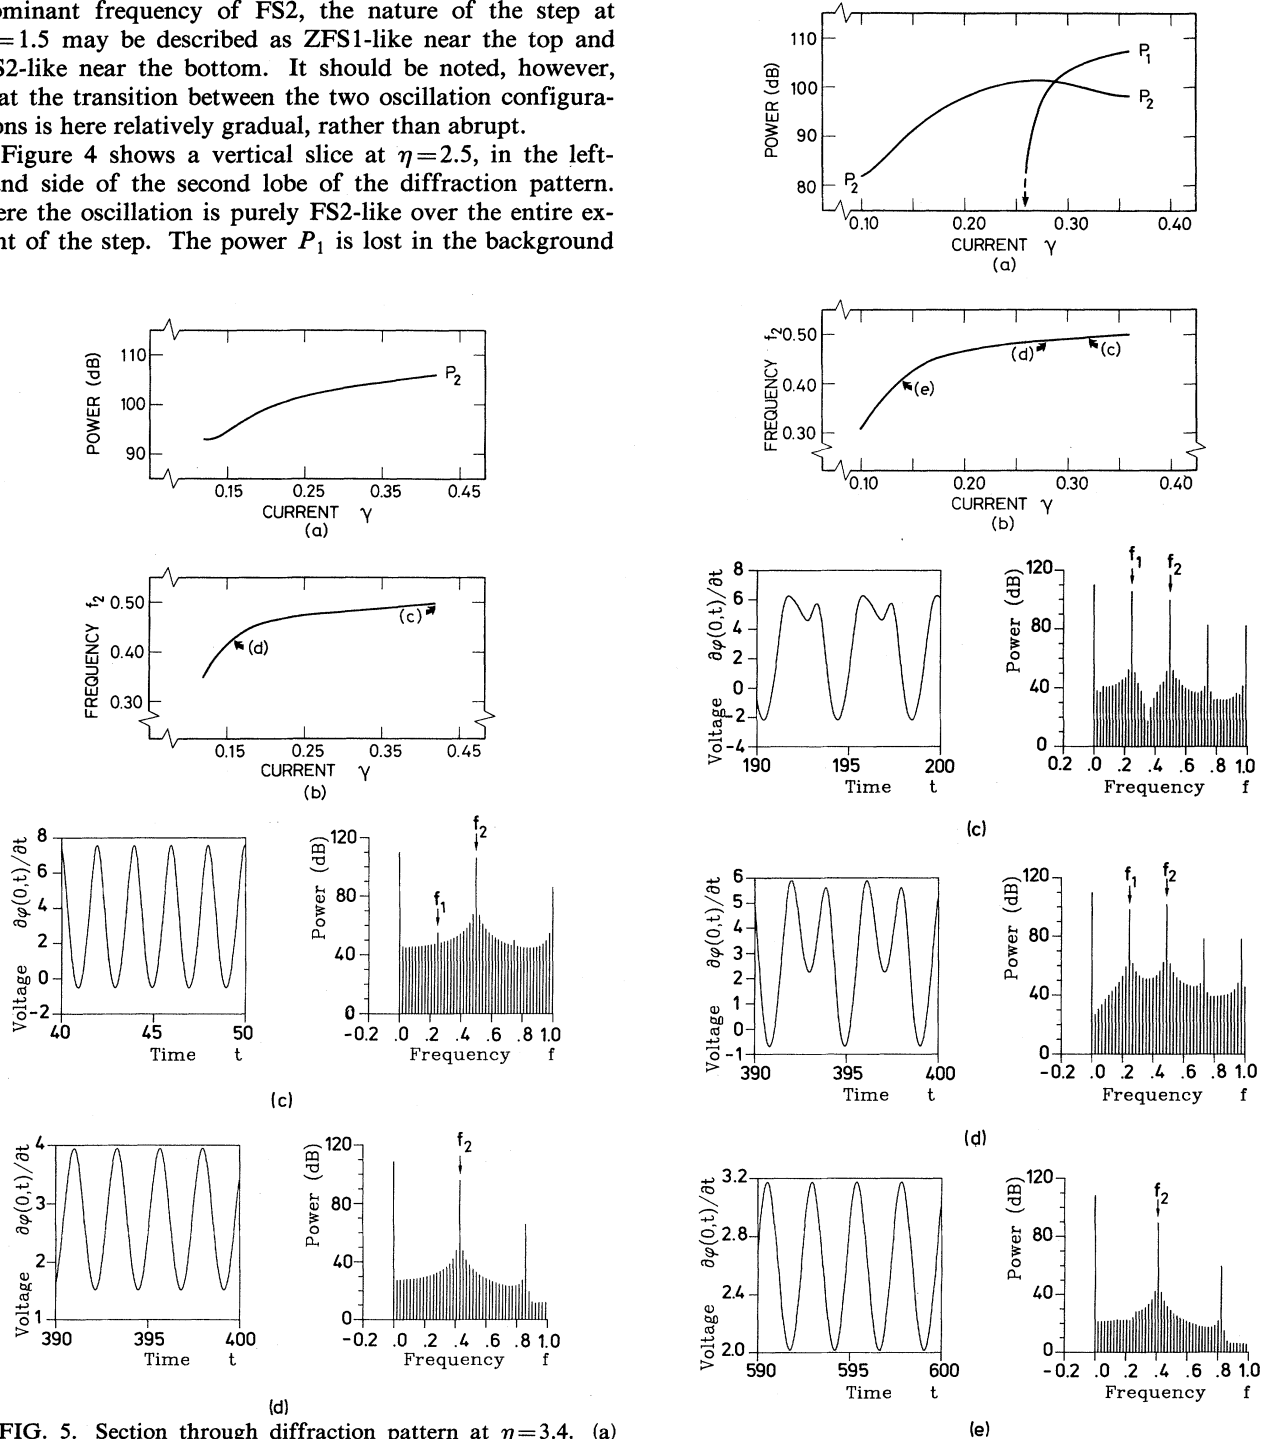 ominant frequency of FS2, the nature of the step at
=1.5 may be described as ZFS1-like near the top and
S2-like near the bottom. It should be noted, however,
at the transition between the two oscillation configura-
ons is here relatively gradual, rather than abrupt.
Figure 4 shows a vertical slice at η=2.5, in the left-
nd side of the second lobe of the diffraction pattern.
ere the oscillation is purely FS2-like over the entire ex-
nt of the step. The power P₁ is lost in the background
POWER (dB)
110
100
90
P₂
0.15 0.25 0.35 0.45
CURRENT γ
(a)
FREQUENCY f₂
0.50
0.40
0.30
(c)
(d)
0.15 0.25 0.35 0.45
CURRENT γ
(b)
Voltage ∂φ(0,t)/∂t
8
6
4
2
0
-2
40 45 50
Time t
Power (dB)
120
80
40
0
f₁
f₂
-0.2 .0 .2 .4 .6 .8 1.0
Frequency f
(c)
Voltage ∂φ(0,t)/∂t
4
3
2
1
390 395 400
Time t
Power (dB)
120
80
40
0
f₂
-0.2 .0 .2 .4 .6 .8 1.0
Frequency f
(d)
FIG. 5. Section through diffraction pattern at η=3.4. (a)
POWER (dB)
110
100
90
80
P₁
P₂
P₂
0.10 0.20 0.30 0.40
CURRENT γ
(a)
FREQUENCY f₂
0.50
0.40
0.30
(d)
(c)
(e)
0.10 0.20 0.30 0.40
CURRENT γ
(b)
Voltage ∂φ(0,t)/∂t
8
6
4
2
0
-2
-4
190 195 200
Time t
Power (dB)
120
80
40
0
f₁
f₂
0.2 .0 .2 .4 .6 .8 1.0
Frequency f
(c)
Voltage ∂φ(0,t)/∂t
6
5
4
3
2
1
0
-1
390 395 400
Time t
Power (dB)
120
80
40
0
f₁
f₂
-0.2 .0 .2 .4 .6 .8 1.0
Frequency f
(d)
Voltage ∂φ(0,t)/∂t
3.2
2.8
2.4
2.0
590 595 600
Time t
Power (dB)
120
80
40
0
f₂
-0.2 .0 .2 .4 .6 .8 1.0
Frequency f
(e)